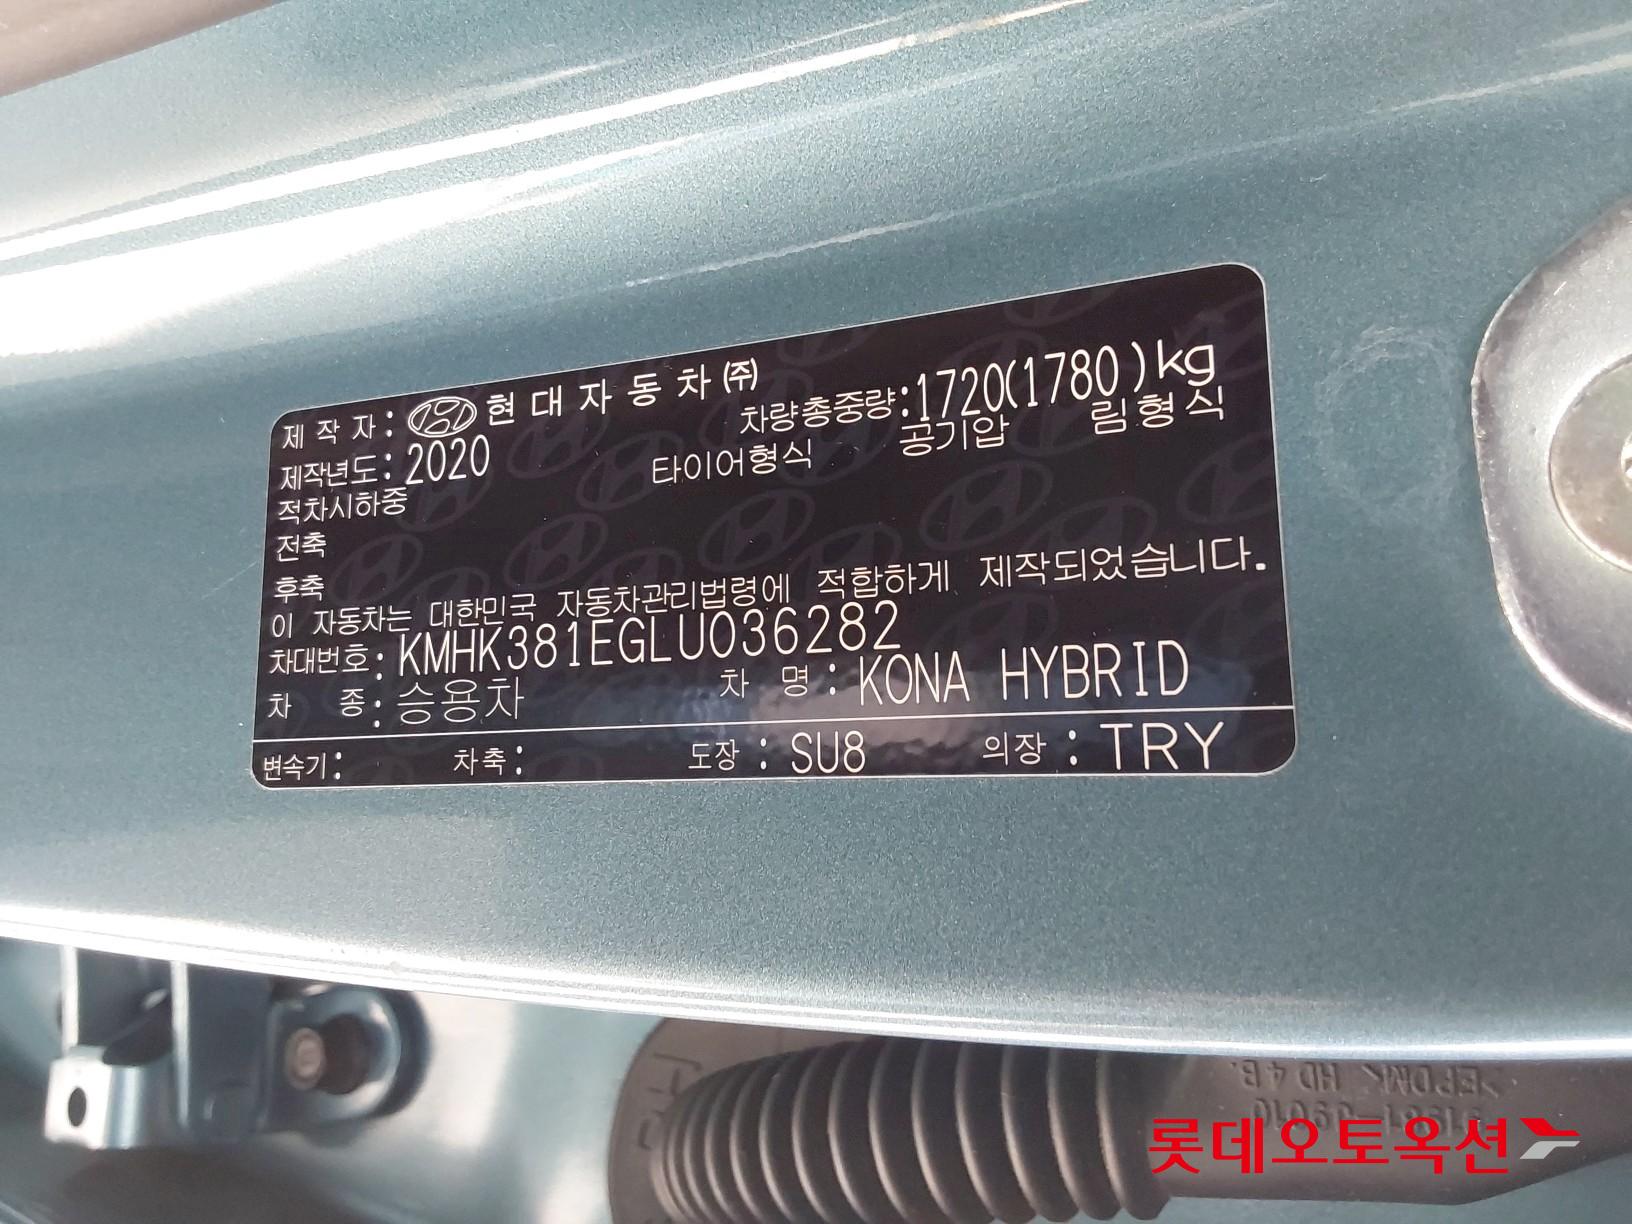 제 작 자 : 현 대 자 동 차 ㈜
차량총중량:1720(1780)kg
제작년도: 2020
타이어형식 공기압 림형식
적차시하중
전축
후축
이 자동차는 대한민국 자동차관리법령에 적합하게 제작되었습니다.
차대번호: KMHK381EGLU036282
차 종: 승용차 차 명: KONA HYBRID
변속기: 차축: 도장 : SU8 의장 : TRY
>EPDM< HD 4B.
91981-J9010
롯데오토옥션